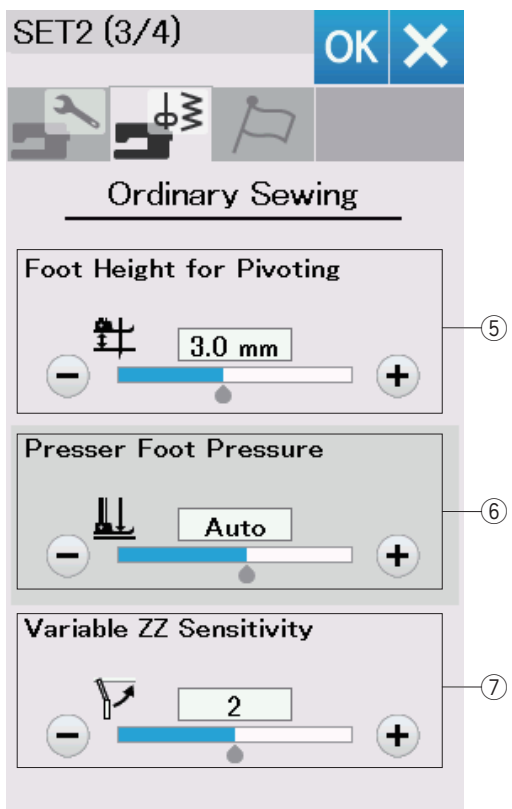 SET2 (3/4)
OK
Ordinary Sewing
Foot Height for Pivoting
3.0 mm
⑤
Presser Foot Pressure
Auto
⑥
Variable ZZ Sensitivity
2
⑦